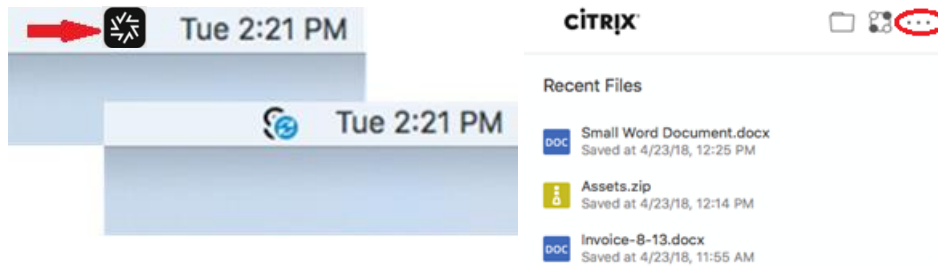 Tue 2:21 PM
Tue 2:21 PM
CİTRIX
Recent Files
DOC
Small Word Document.docx
Saved at 4/23/18, 12:25 PM
Assets.zip
Saved at 4/23/18, 12:14 PM
DOC
Invoice-8-13.docx
Saved at 4/23/18, 11:55 AM